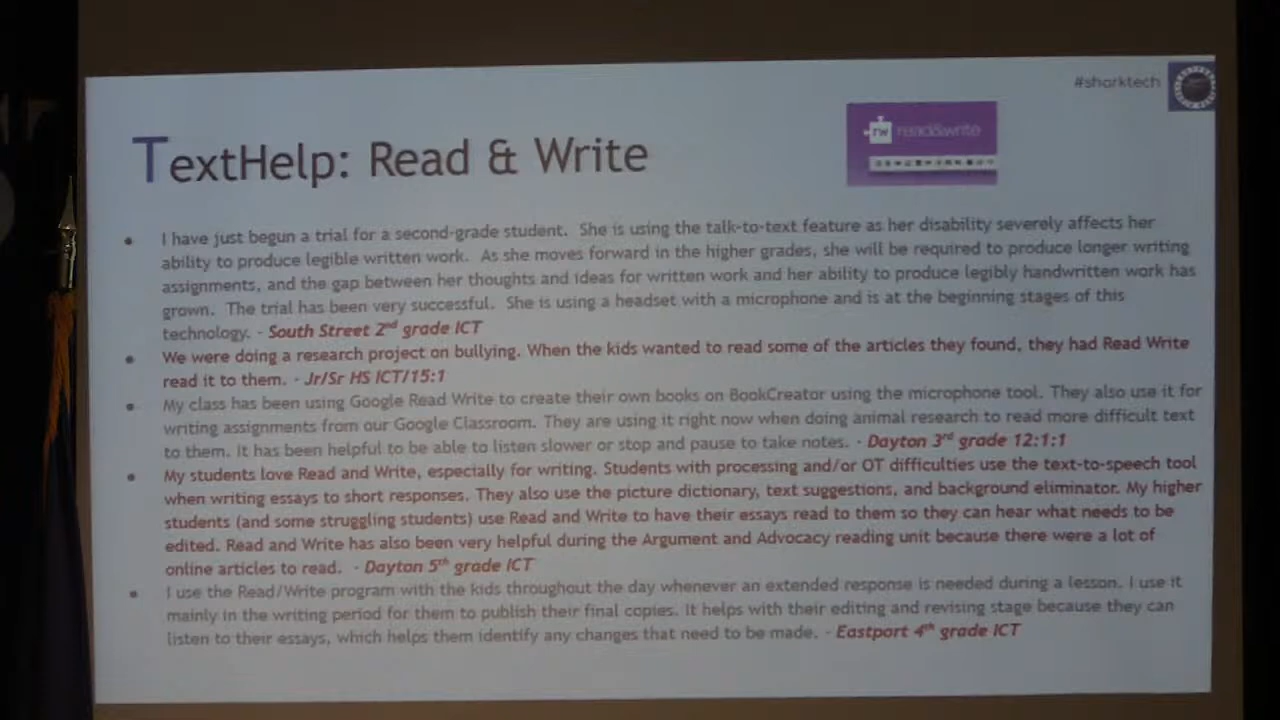 #sharktech
TextHelp: Read & Write
rw read&write
• I have just begun a trial for a second-grade student. She is using the talk-to-text feature as her disability severely affects her
ability to produce legible written work. As she moves forward in the higher grades, she will be required to produce longer writing
assignments, and the gap between her thoughts and ideas for written work and her ability to produce legibly handwritten work has
grown. The trial has been very successful. She is using a headset with a microphone and is at the beginning stages of this
technology. - South Street 2nd grade ICT
• We were doing a research project on bullying. When the kids wanted to read some of the articles they found, they had Read Write
read it to them. - Jr/Sr HS ICT/15:1
• My class has been using Google Read Write to create their own books on BookCreator using the microphone tool. They also use it for
writing assignments from our Google Classroom. They are using it right now when doing animal research to read more difficult text
to them. It has been helpful to be able to listen slower or stop and pause to take notes. - Dayton 3rd grade 12:1:1
• My students love Read and Write, especially for writing. Students with processing and/or OT difficulties use the text-to-speech tool
when writing essays to short responses. They also use the picture dictionary, text suggestions, and background eliminator. My higher
students (and some struggling students) use Read and Write to have their essays read to them so they can hear what needs to be
edited. Read and Write has also been very helpful during the Argument and Advocacy reading unit because there were a lot of
online articles to read. - Dayton 5th grade ICT
• I use the Read/Write program with the kids throughout the day whenever an extended response is needed during a lesson. I use it
mainly in the writing period for them to publish their final copies. It helps with their editing and revising stage because they can
listen to their essays, which helps them identify any changes that need to be made. - Eastport 4th grade ICT